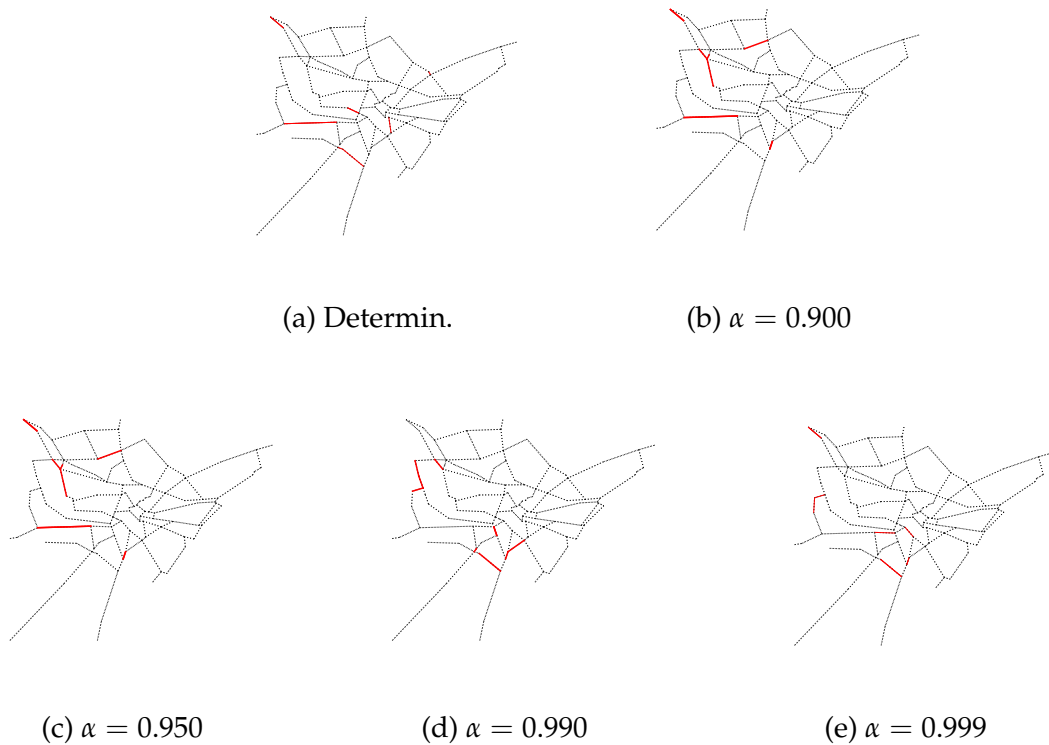 (a) Determin.
(b) α = 0.900
(c) α = 0.950
(d) α = 0.990
(e) α = 0.999